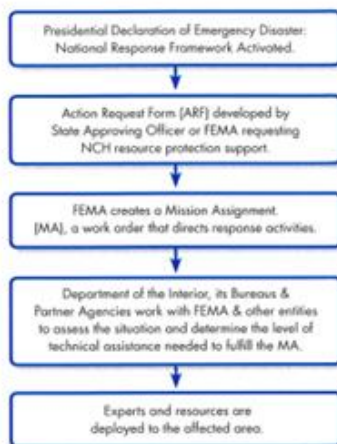 Presidential Declaration of Emergency Disaster:
National Response Framework Activated.
Action Request Form (ARF) developed by
State Approving Officer or FEMA requesting
NCH resource protection support.
FEMA creates a Mission Assignment.
[MA], a work order that directs response activities.
Department of the Interior, its Bureaus &
Partner Agencies work with FEMA & other entities
to assess the situation and determine the level of
technical assistance needed to fulfill the MA.
Experts and resources are
deployed to the affected area.